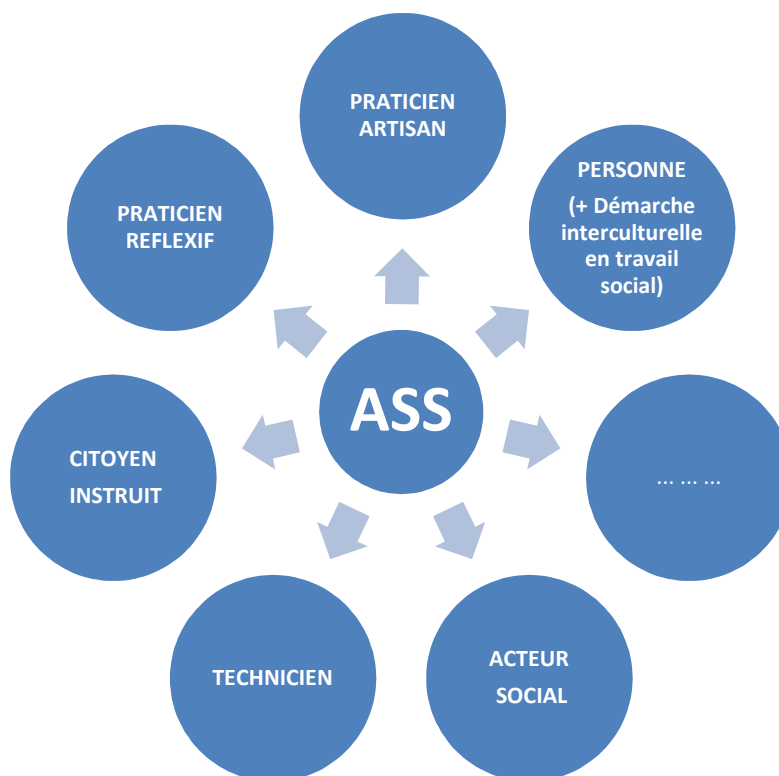 PRATICIEN
ARTISAN
PERSONNE
(+ Démarche
interculturelle
en travail
social)
… … …
ACTEUR
SOCIAL
TECHNICIEN
CITOYEN
INSTRUIT
PRATICIEN
REFLEXIF
ASS